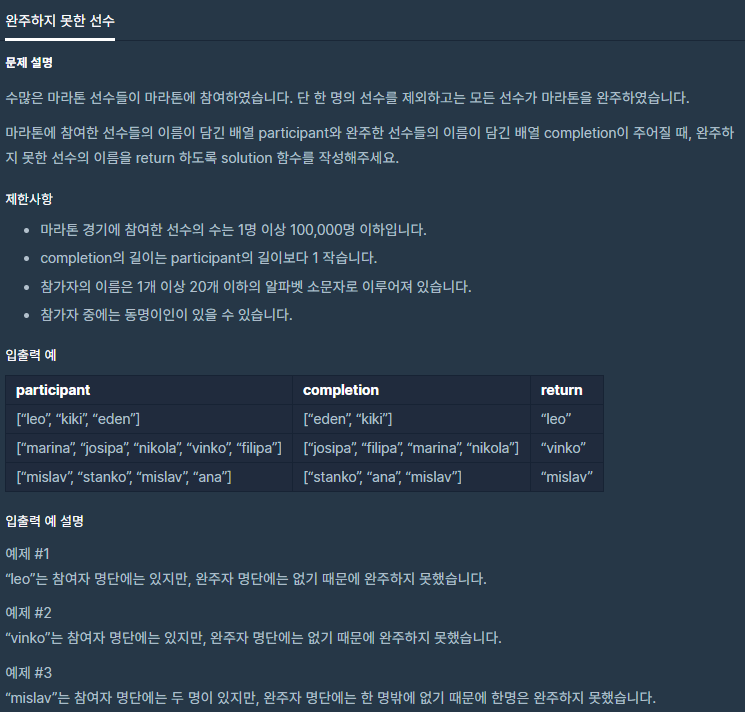 완주하지 못한 선수
문제 설명
수많은 마라톤 선수들이 마라톤에 참여하였습니다. 단 한 명의 선수를 제외하고는 모든 선수가 마라톤을 완주하였습니다.
마라톤에 참여한 선수들의 이름이 담긴 배열 participant와 완주한 선수들의 이름이 담긴 배열 completion이 주어질 때, 완주하
지 못한 선수의 이름을 return 하도록 solution 함수를 작성해주세요.
제한사항
• 마라톤 경기에 참여한 선수의 수는 1명 이상 100,000명 이하입니다.
• completion의 길이는 participant의 길이보다 1 작습니다.
• 참가자의 이름은 1개 이상 20개 이하의 알파벳 소문자로 이루어져 있습니다.
• 참가자 중에는 동명이인이 있을 수 있습니다.
입출력 예
participant completion return
[“leo”, “kiki”, “eden”] [“eden”, “kiki”] “leo”
[“marina”, “josipa”, “nikola”, “vinko”, “filipa”] [“josipa”, “filipa”, “marina”, “nikola”] “vinko”
[“mislav”, “stanko”, “mislav”, “ana”] [“stanko”, “ana”, “mislav”] “mislav”
입출력 예 설명
예제 #1
“leo”는 참여자 명단에는 있지만, 완주자 명단에는 없기 때문에 완주하지 못했습니다.
예제 #2
“vinko”는 참여자 명단에는 있지만, 완주자 명단에는 없기 때문에 완주하지 못했습니다.
예제 #3
“mislav”는 참여자 명단에는 두 명이 있지만, 완주자 명단에는 한 명밖에 없기 때문에 한명은 완주하지 못했습니다.